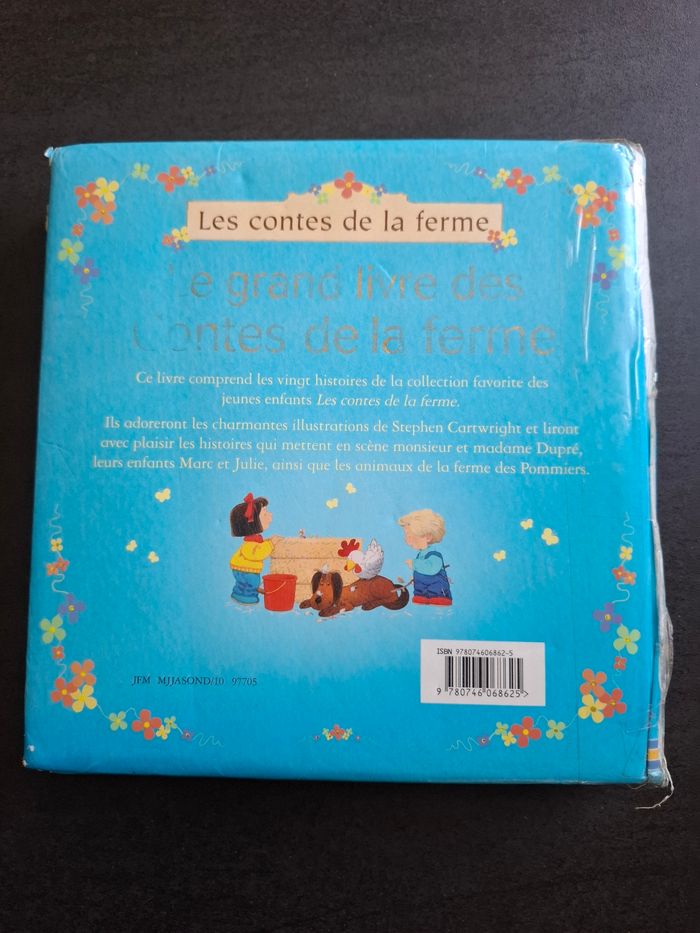 Les contes de la ferme
Le grand livre des
Contes de la ferme
Ce livre comprend les vingt histoires de la collection favorite des
jeunes enfants Les contes de la ferme.
Ils adoreront les charmantes illustrations de Stephen Cartwright et liront
avec plaisir les histoires qui mettent en scène monsieur et madame Dupré,
leurs enfants Marc et Julie, ainsi que les animaux de la ferme des Pommiers.
ISBN 978074606862-5
JFM MJJASOND/10 97705
9 780746 068625>